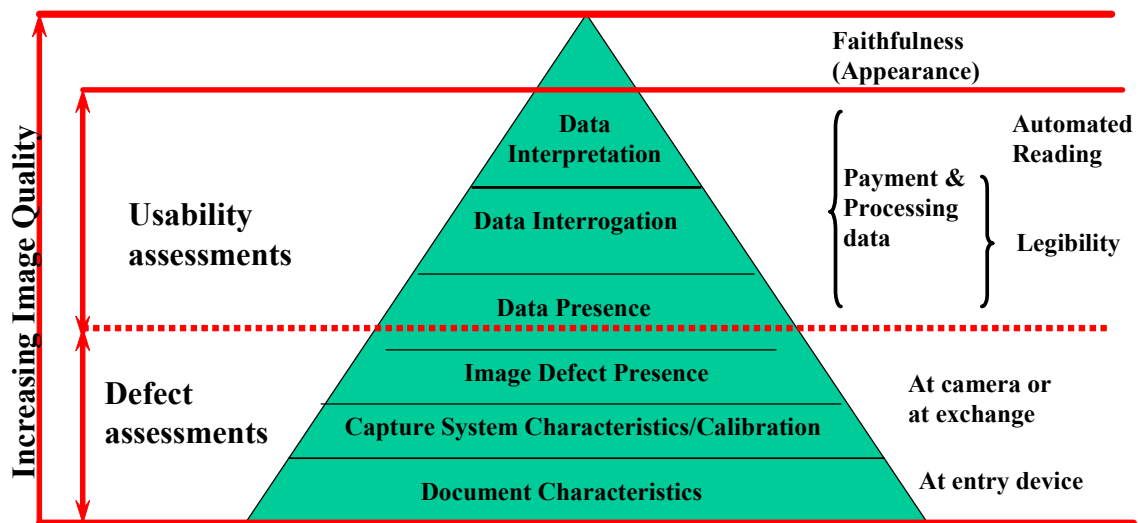 Increasing Image Quality
Faithfulness
(Appearance)
Data
Interpretation
Automated
Reading
Usability
assessments
Data Interrogation
Payment &
Processing
data
Legibility
Data Presence
Defect
assessments
Image Defect Presence
At camera or
at exchange
Capture System Characteristics/Calibration
Document Characteristics
At entry device